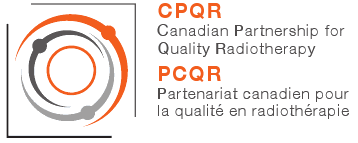 CPQR
Canadian Partnership for
Quality Radiotherapy
PCQR
Partenariat canadien pour
la qualité en radiothérapie